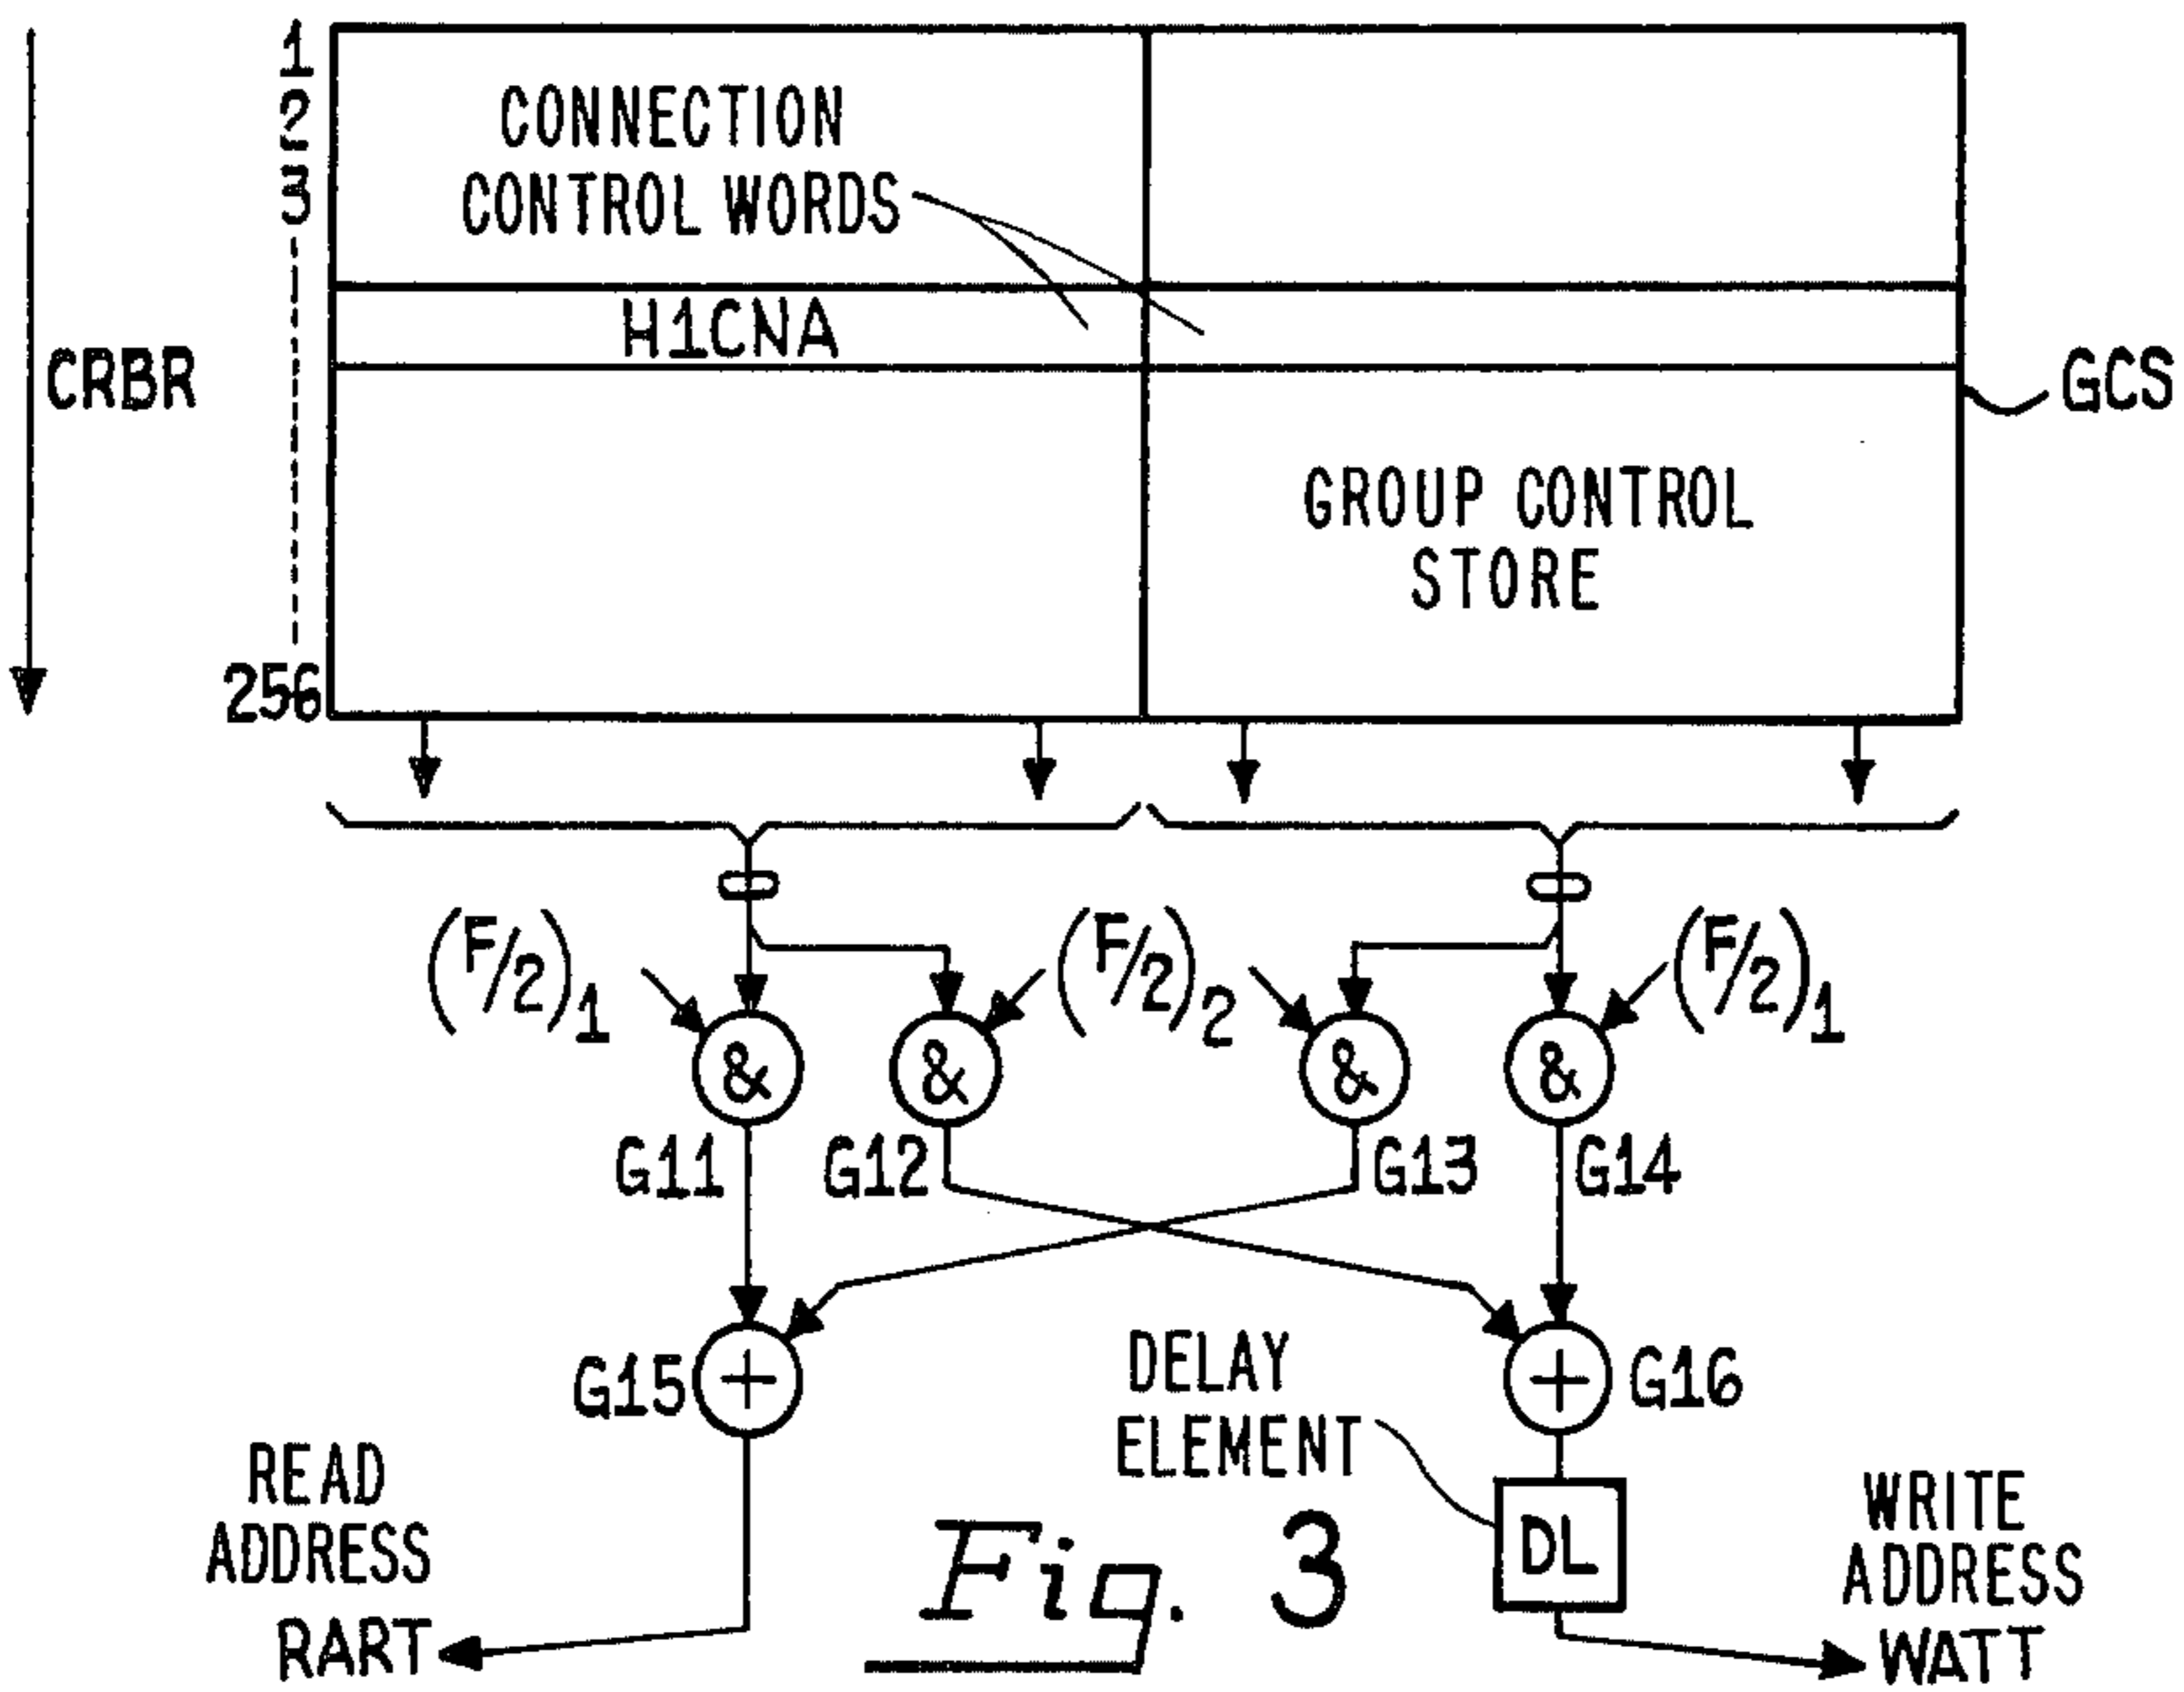 1
2
3
CONNECTION
CONTROL WORDS
H1CNA
CRBR
GCS
GROUP CONTROL
STORE
256
(F/2)1
(F/2)2
(F/2)1
&
&
&
&
G11
G12
G13
G14
G15
+
+
G16
DELAY
ELEMENT
DL
READ
ADDRESS
RART
WRITE
ADDRESS
WATT
Fig. 3